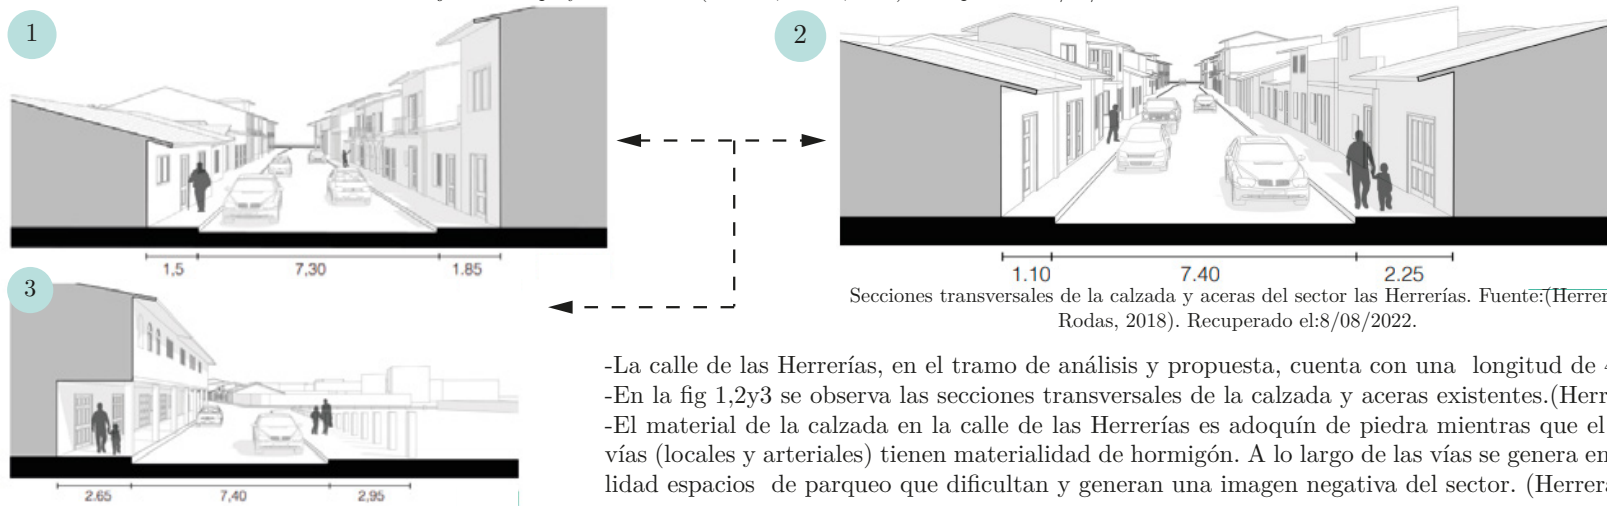 1
2
1,5 7,30 1.85
1.10 7.40 2.25
3
Secciones transversales de la calzada y aceras del sector las Herrerías. Fuente:(Herrer
Rodas, 2018). Recuperado el:8/08/2022.
-La calle de las Herrerías, en el tramo de análisis y propuesta, cuenta con una longitud de
-En la fig 1,2y3 se observa las secciones transversales de la calzada y aceras existentes.(Herr
-El material de la calzada en la calle de las Herrerías es adoquín de piedra mientras que el
vías (locales y arteriales) tienen materialidad de hormigón. A lo largo de las vías se genera en
lidad espacios de parqueo que dificultan y generan una imagen negativa del sector. (Herrera
2.65 7,40 2,95